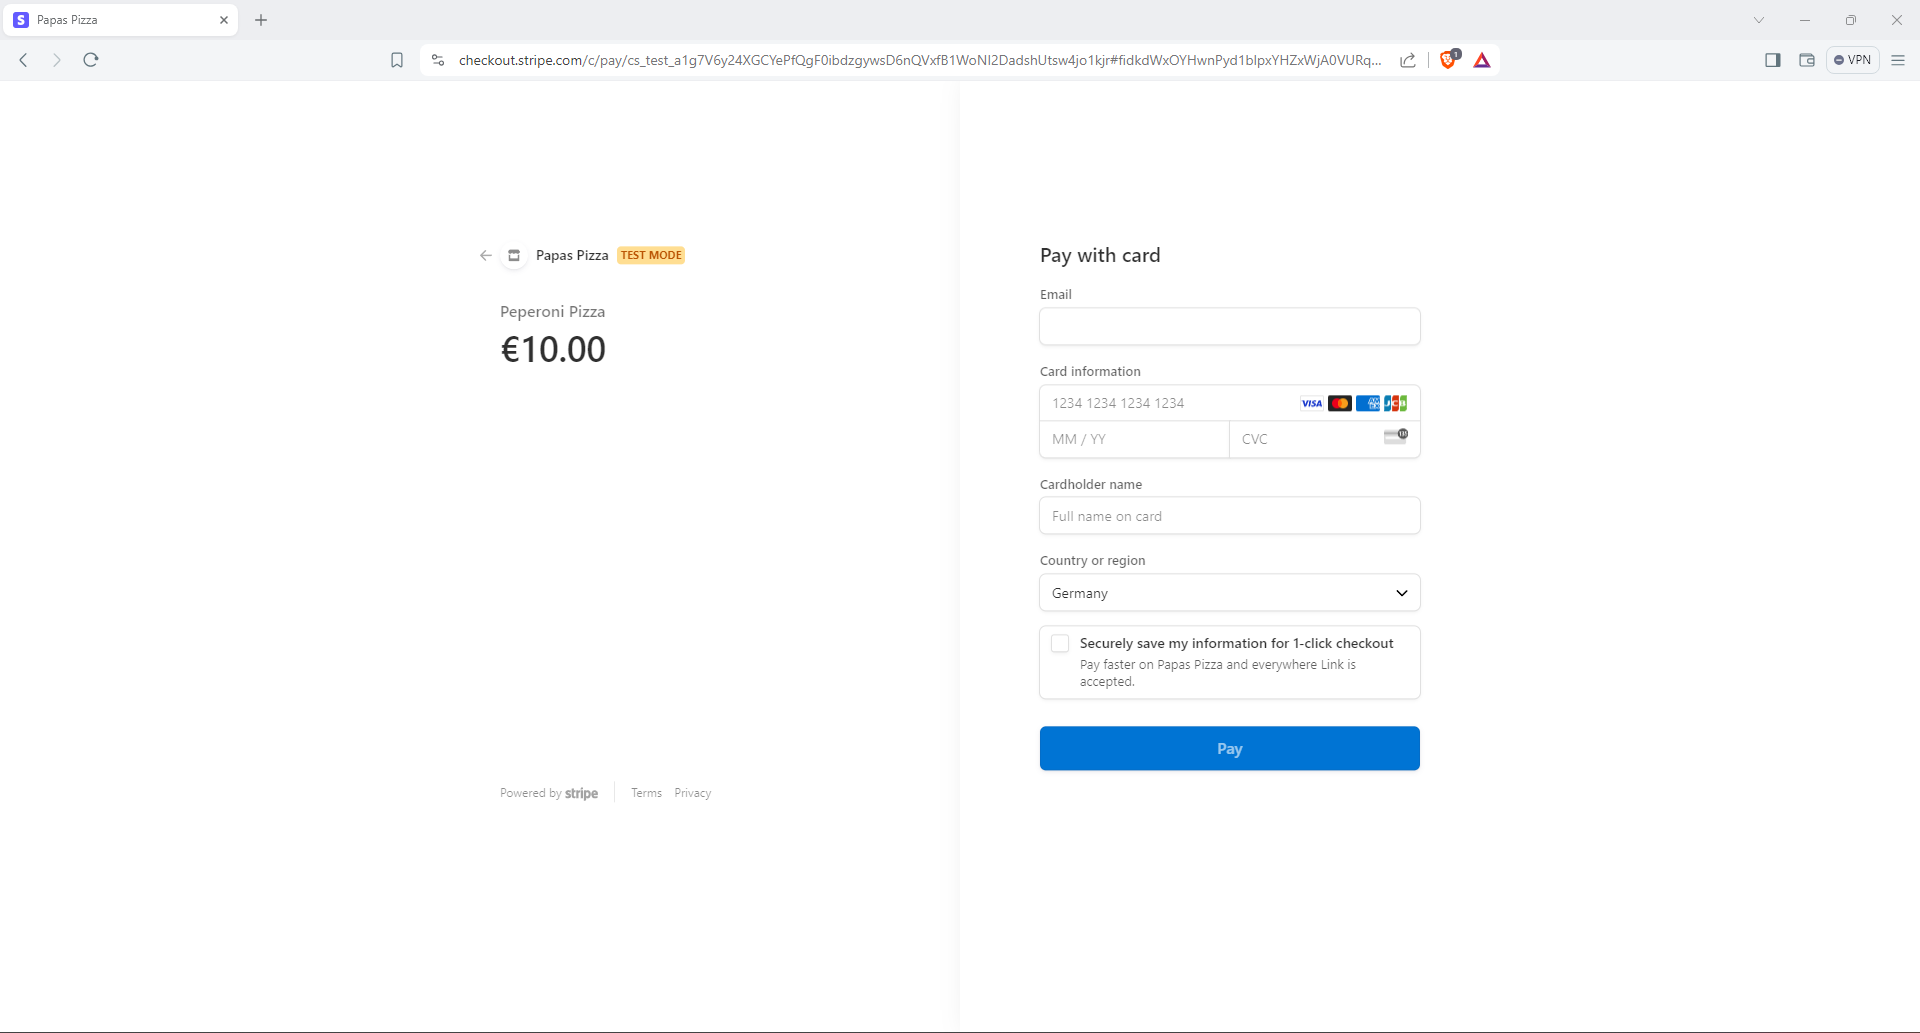 Papas Pizza
checkout.stripe.com/c/pay/cs_test_a1g7V6y24XGCYePfQgF0ibdzgywsD6nQVxfB1WoNI2DadshUtsw4jo1kjr#fidkdWxOYHwnPyd1blpxYHZxWjA0VURq...
1
VPN
Papas Pizza TEST MODE
Peperoni Pizza
€10.00
Powered by stripe
Terms Privacy
Pay with card
Email
Card information
1234 1234 1234 1234 VISA AMEX JCB
MM / YY CVC
Cardholder name
Full name on card
Country or region
Germany
Securely save my information for 1-click checkout
Pay faster on Papas Pizza and everywhere Link is
accepted.
Pay